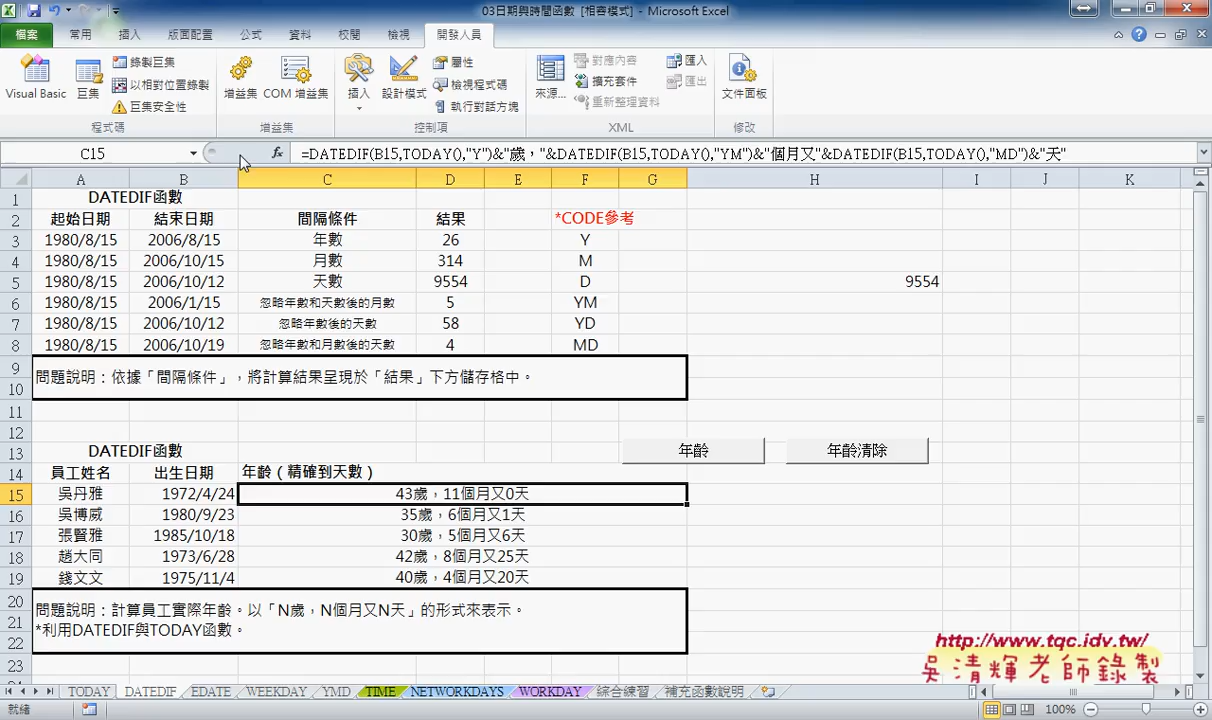 03日期與時間函數 [相容模式] - Microsoft Excel
檔案 常用 插入 版面配置 公式 資料 校閱 檢視 開發人員
Visual Basic 巨集 錄製巨集 以相對位置錄製 巨集安全性 程式碼
增益集 COM 增益集 增益集
插入 設計模式 屬性 檢視程式碼 執行對話方塊 控制項
來源... 對應內容 擴充套件 重新整理資料 匯入 匯出 XML
文件面板 修改
C15 fx =DATEDIF(B15,TODAY(),"Y")&"歲，"&DATEDIF(B15,TODAY(),"YM")&"個月又"&DATEDIF(B15,TODAY(),"MD")&"天"
A B C D E F G H I J K
1 DATEDIF函數
2 起始日期 結束日期 間隔條件 結果 *CODE參考
3 1980/8/15 2006/8/15 年數 26 Y
4 1980/8/15 2006/10/15 月數 314 M
5 1980/8/15 2006/10/12 天數 9554 D 9554
6 1980/8/15 2006/1/15 忽略年數和天數後的月數 5 YM
7 1980/8/15 2006/10/12 忽略年數後的天數 58 YD
8 1980/8/15 2006/10/19 忽略年數和月數後的天數 4 MD
9
問題說明：依據「間隔條件」，將計算結果呈現於「結果」下方儲存格中。
10
11
12
13 DATEDIF函數 年齡 年齡清除
14 員工姓名 出生日期 年齡（精確到天數）
15 吳丹雅 1972/4/24 43歲，11個月又0天
16 吳博威 1980/9/23 35歲，6個月又1天
17 張賢雅 1985/10/18 30歲，5個月又6天
18 趙大同 1973/6/28 42歲，8個月又25天
19 錢文文 1975/11/4 40歲，4個月又20天
20 問題說明：計算員工實際年齡。以「N歲，N個月又N天」的形式來表示。
21 *利用DATEDIF與TODAY函數。
22
23
http://www.tqc.idv.tw/
吳清輝老師錄製
TODAY DATEDIF EDATE WEEKDAY YMD TIME NETWORKDAYS WORKDAY 綜合練習 補充函數說明
就緒 100%